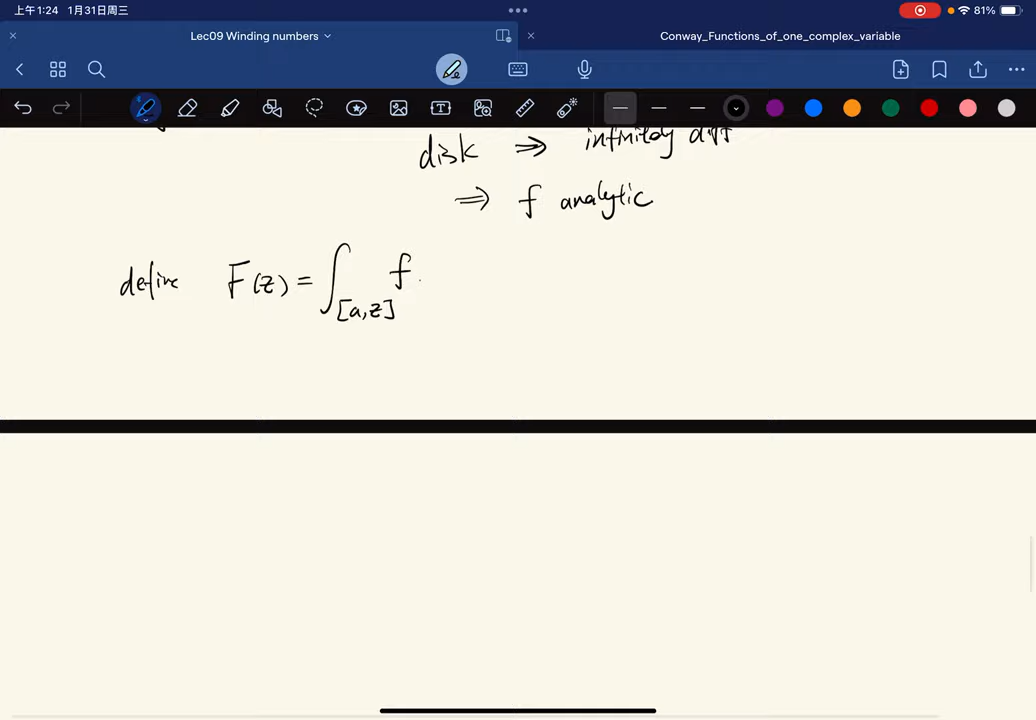 上午1:24 1月31日周三
81%
Lec09 Winding numbers
Conway_Functions_of_one_complex_variable
T
disk ⇒ infinitely diff
⇒ f analytic
define F(z) = ∫_{[a,z]} f